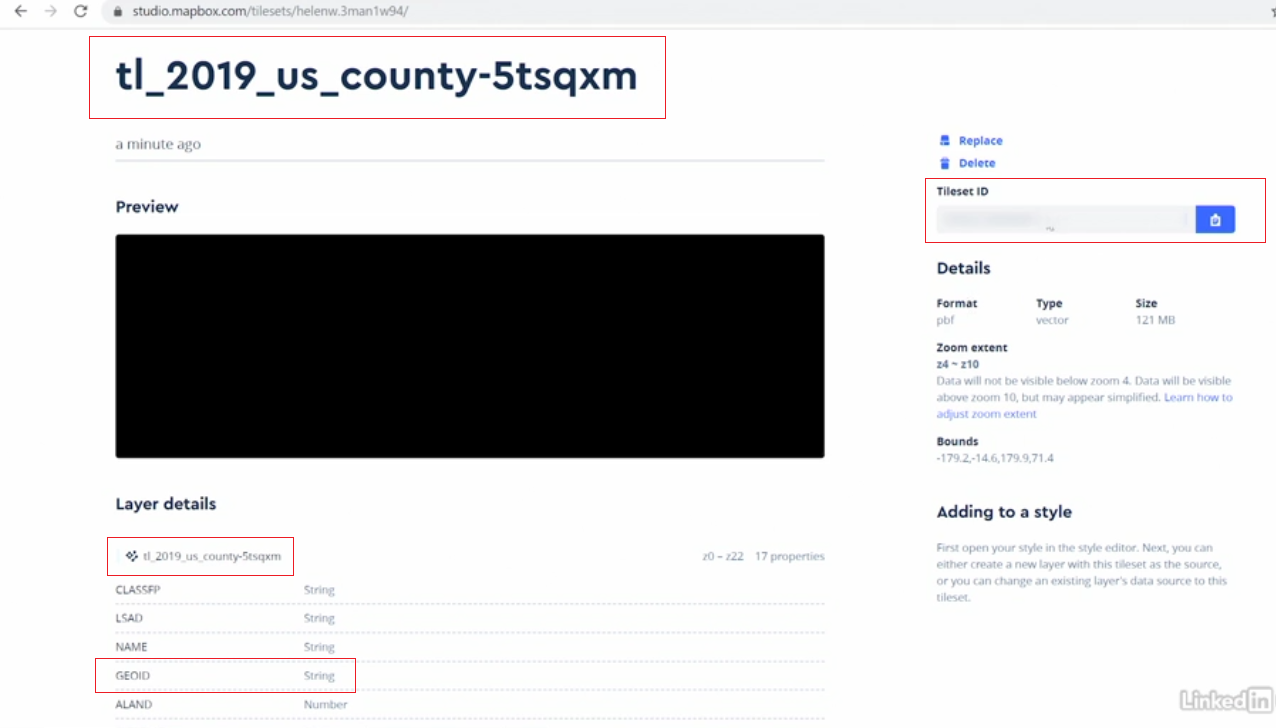 studio.mapbox.com/tilesets/helenw.3man1w94/
tl_2019_us_county-5tsqxm
a minute ago
Preview
Layer details
tl_2019_us_county-5tsqxm
z0 – z22 17 properties
CLASSFP String
LSAD String
NAME String
GEOID String
ALAND Number
Replace
Delete
Tileset ID
Details
Format Type Size
pbf vector 121 MB
Zoom extent
z4 ~ z10
Data will not be visible below zoom 4. Data will be visible
above zoom 10, but may appear simplified. Learn how to
adjust zoom extent
Bounds
-179.2,-14.6,179.9,71.4
Adding to a style
First open your style in the style editor. Next, you can
either create a new layer with this tileset as the source,
or you can change an existing layer's data source to this
tileset.
Linked in